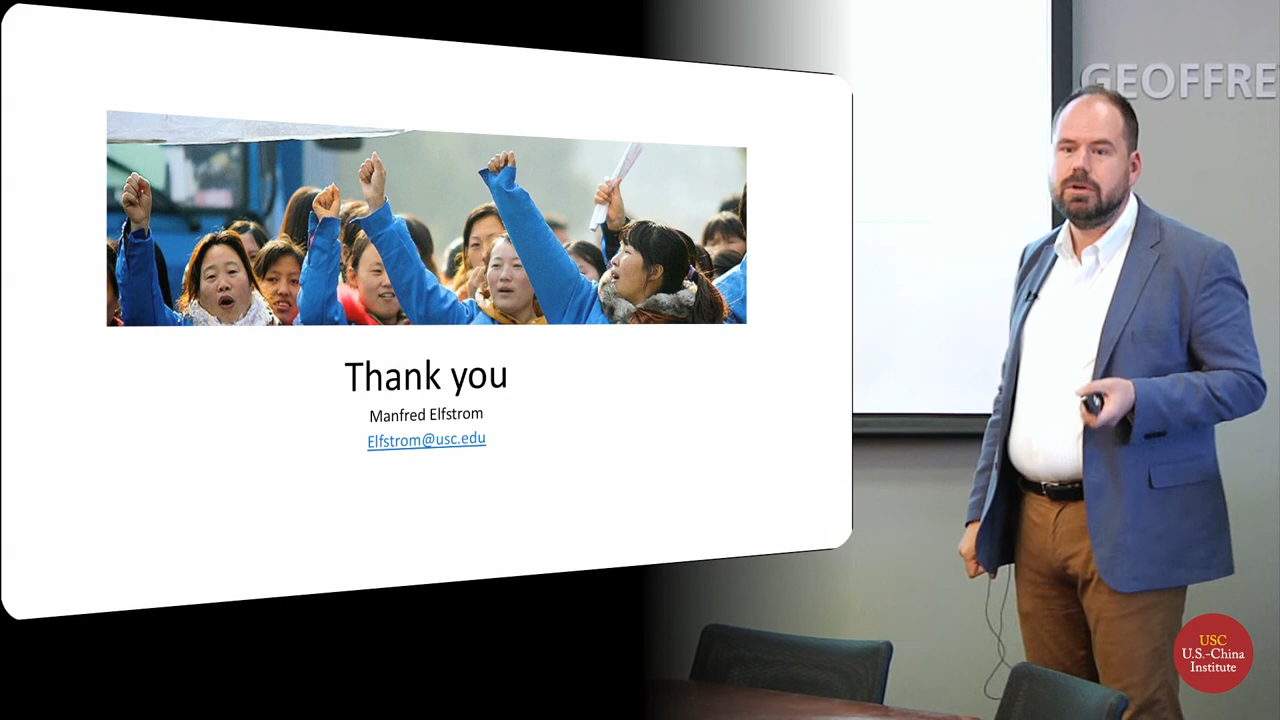 Thank you
Manfred Elfstrom
Elfstrom@usc.edu
GEOFFRE
USC
U.S.-China
Institute